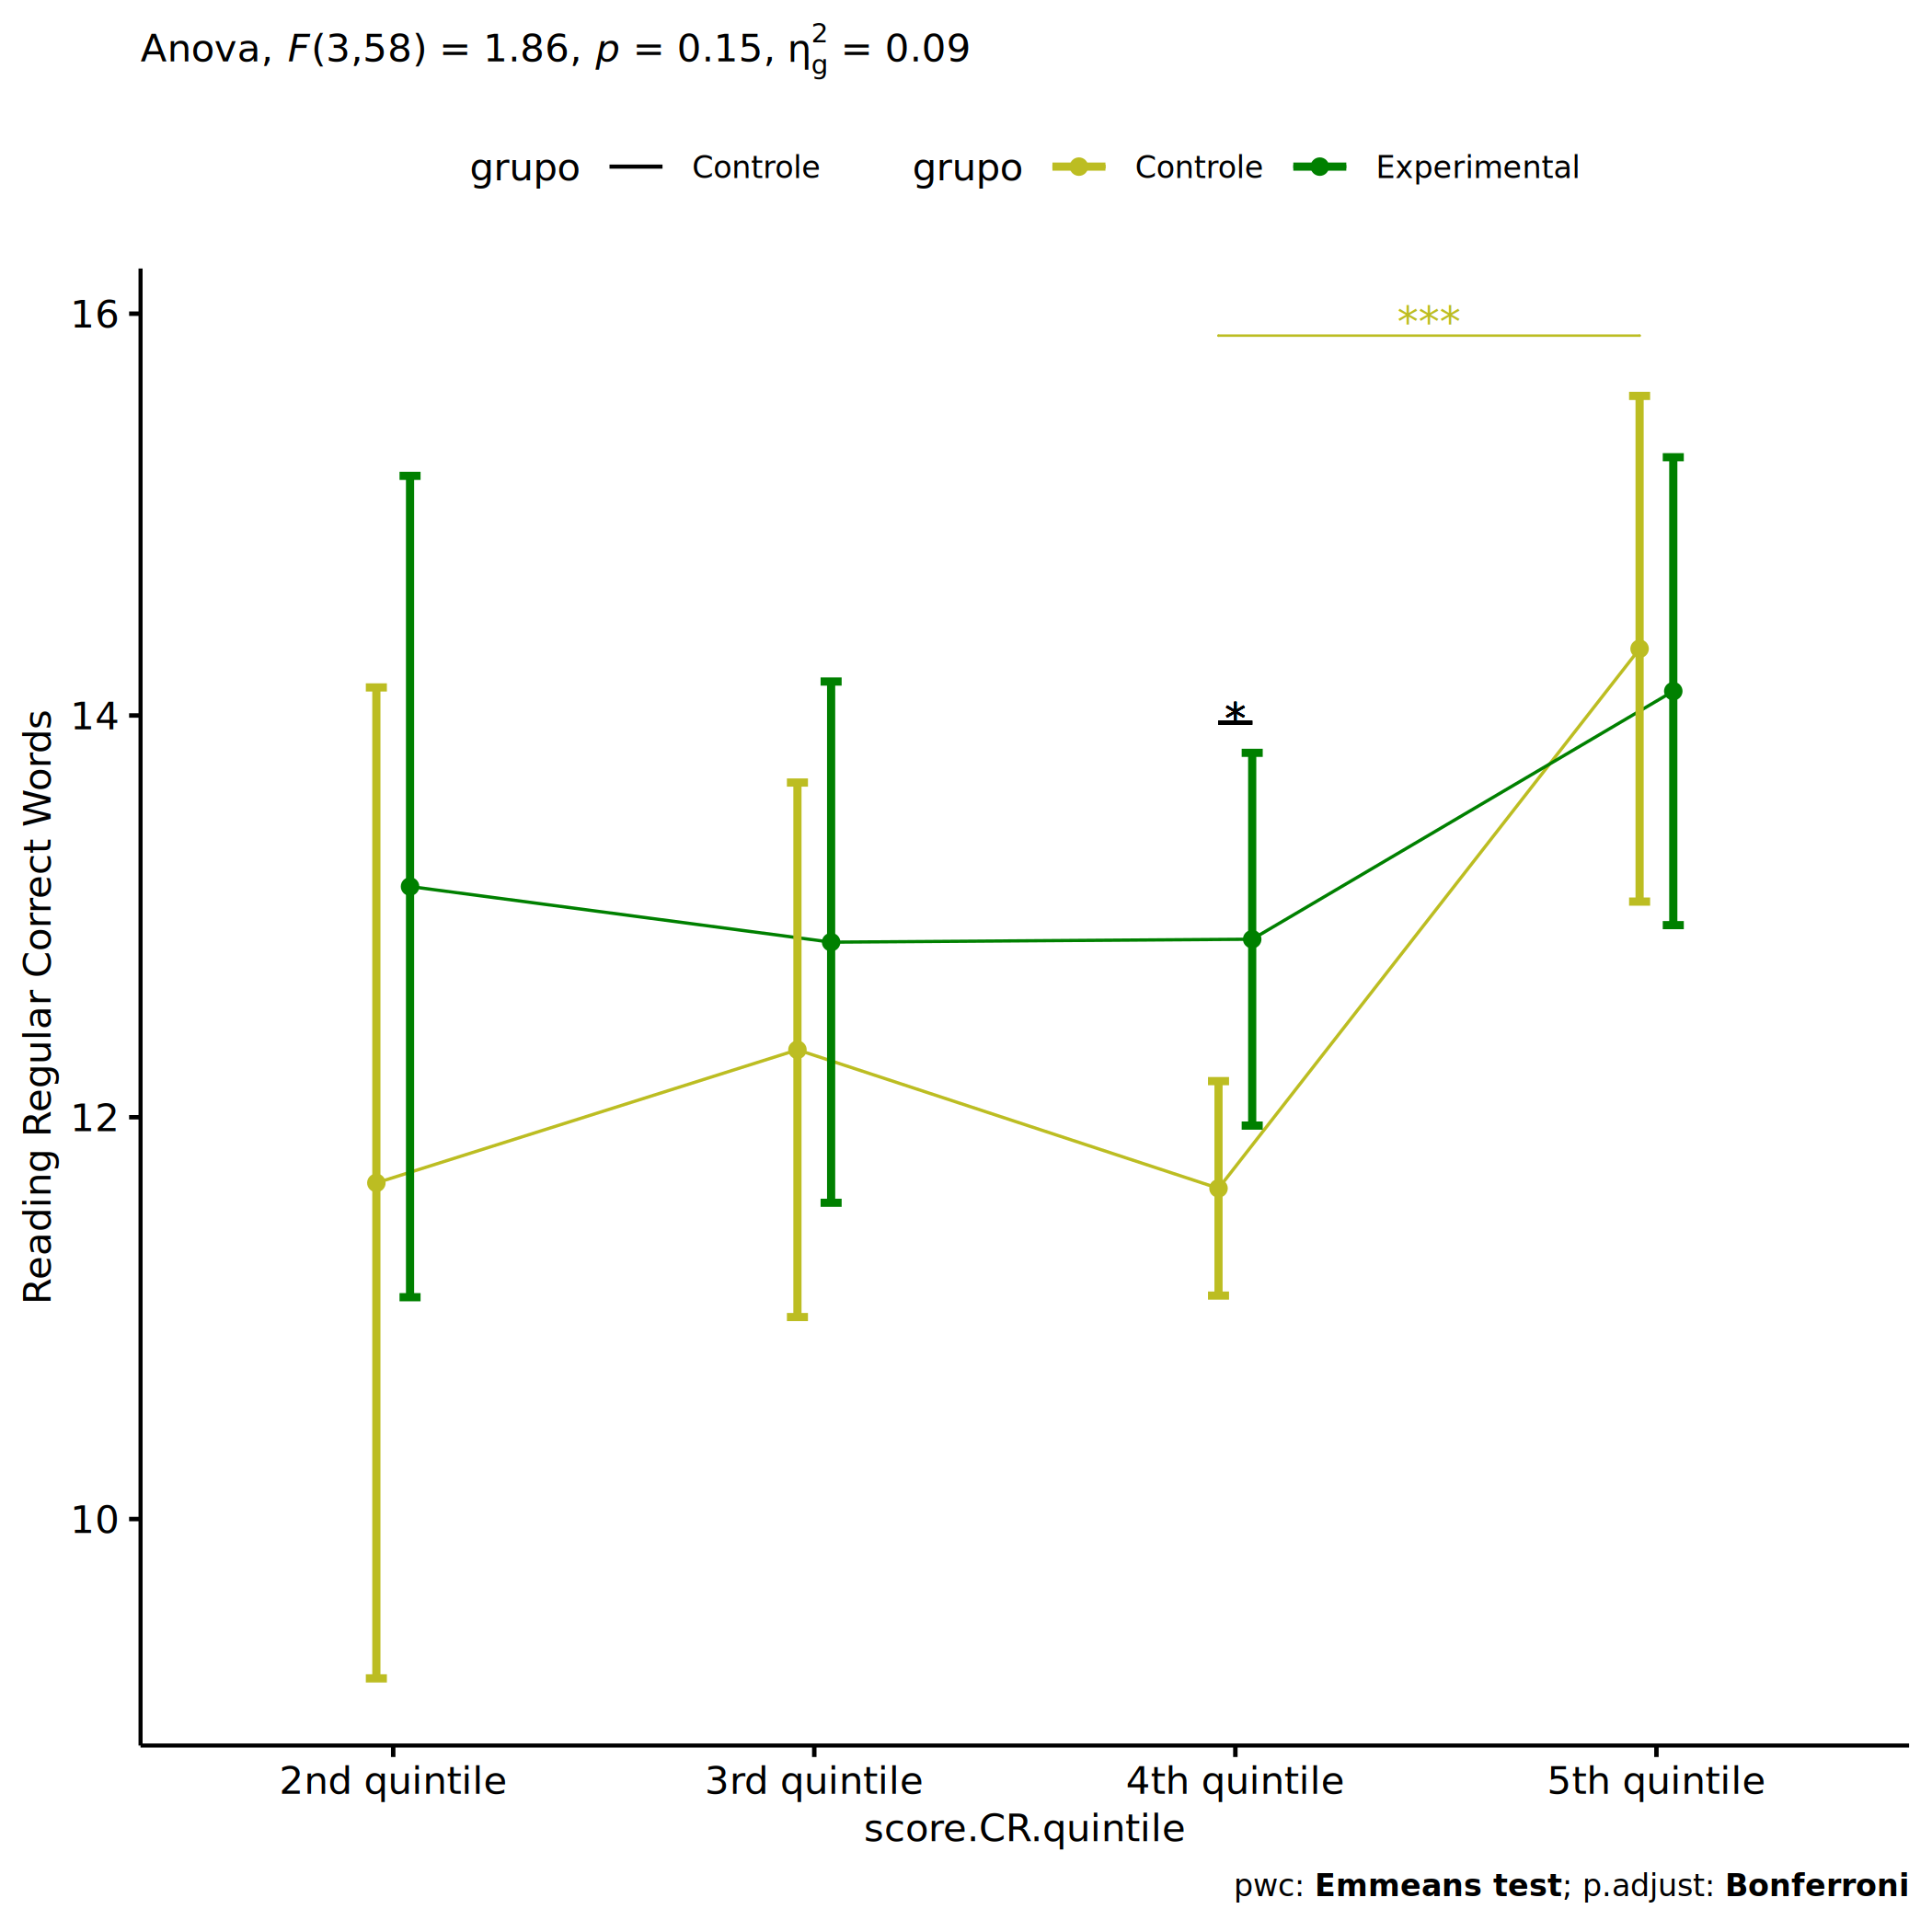 Anova, F(3,58) = 1.86, p = 0.15, η²g = 0.09
grupo Controle grupo Controle Experimental
16
***
14
*
12
10
Reading Regular Correct Words
2nd quintile 3rd quintile 4th quintile 5th quintile
score.CR.quintile
pwc: Emmeans test; p.adjust: Bonferroni